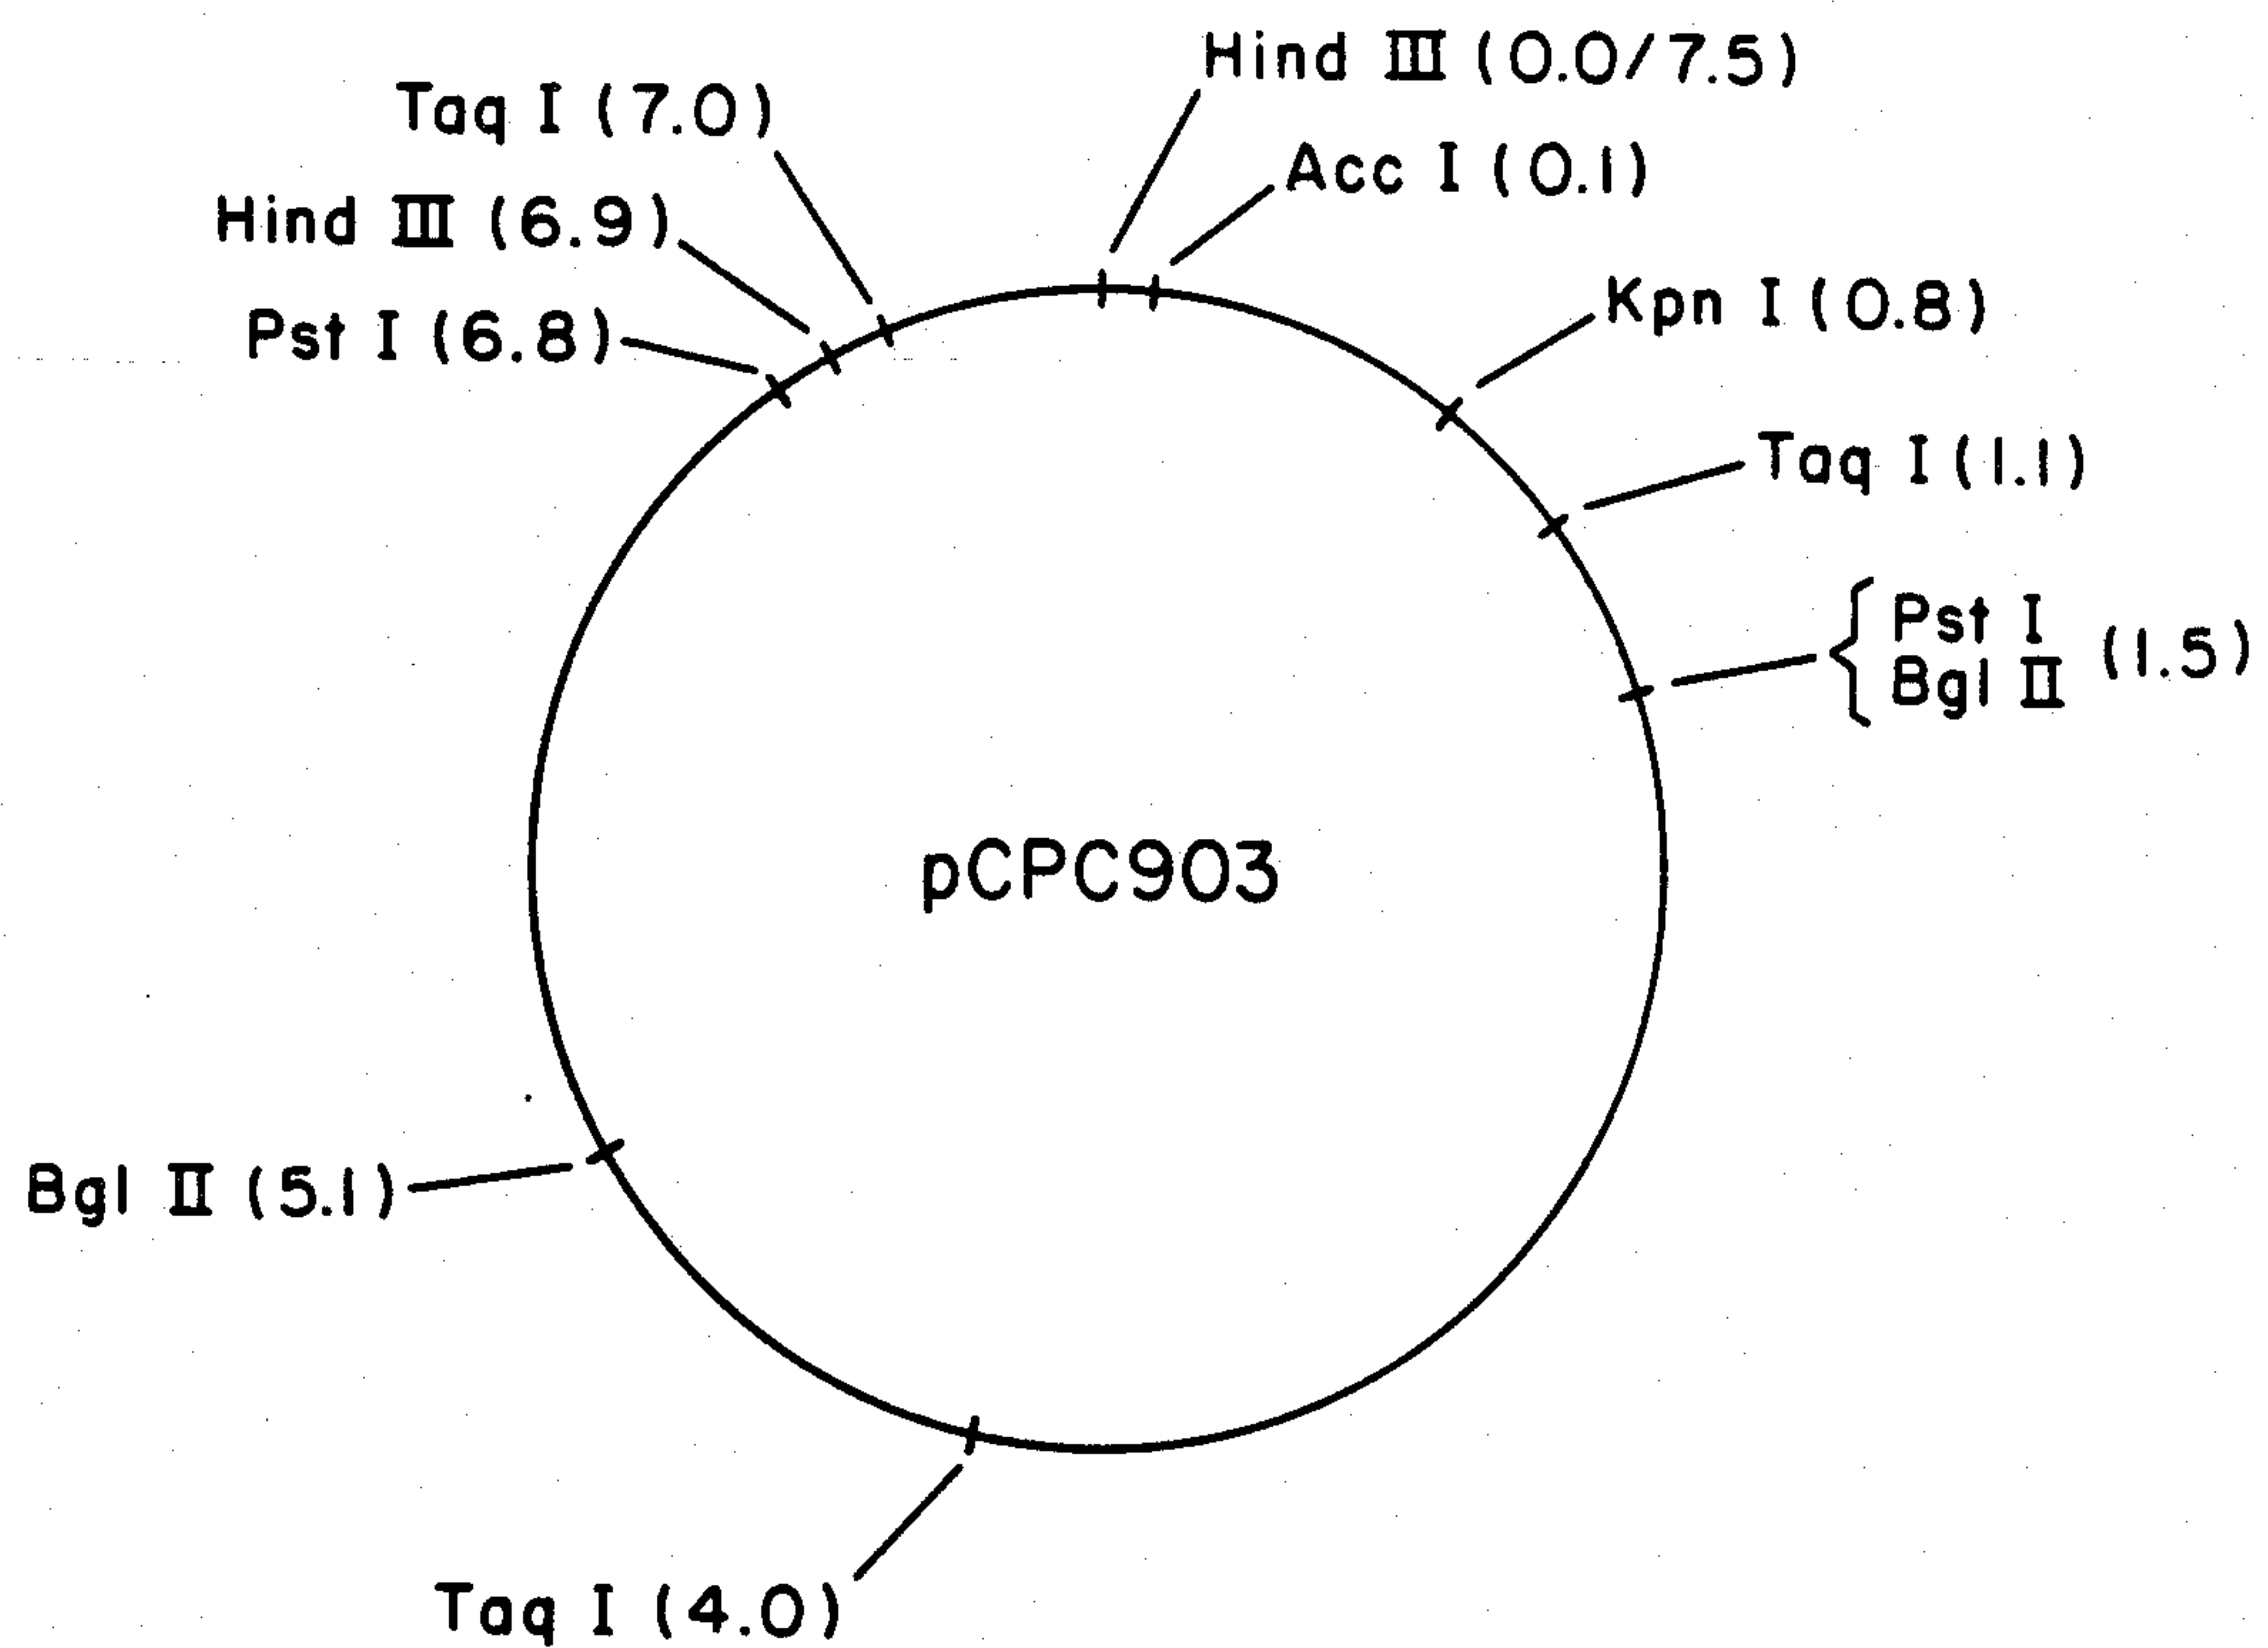 Hind III (0.0/7.5)
Taq I (7.0)
Acc I (0.1)
Hind III (6.9)
Kpn I (0.8)
Pst I (6.8)
Taq I (1.1)
Pst I
Bgl II (1.5)
pCPC903
Bgl II (5.1)
Taq I (4.0)